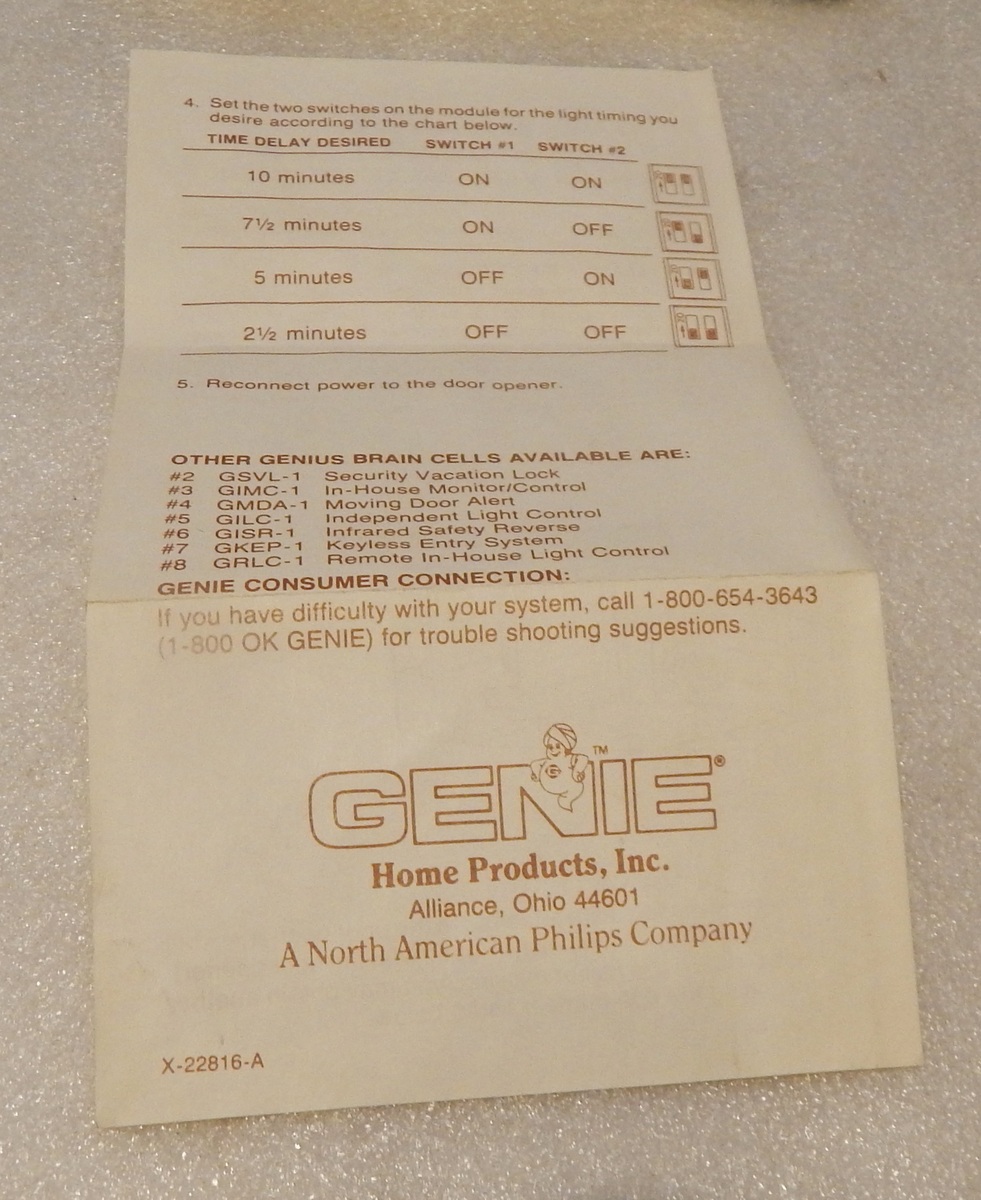 4. Set the two switches on the module for the light timing you
desire according to the chart below.
TIME DELAY DESIRED SWITCH #1 SWITCH #2
10 minutes ON ON
7½ minutes ON OFF
5 minutes OFF ON
2½ minutes OFF OFF
5. Reconnect power to the door opener.
OTHER GENIUS BRAIN CELLS AVAILABLE ARE:
#2 GSVL-1 Security Vacation Lock
#3 GIMC-1 In-House Monitor/Control
#4 GMDA-1 Moving Door Alert
#5 GILC-1 Independent Light Control
#6 GISR-1 Infrared Safety Reverse
#7 GKEP-1 Keyless Entry System
#8 GRLC-1 Remote In-House Light Control
GENIE CONSUMER CONNECTION:
If you have difficulty with your system, call 1-800-654-3643
(1-800 OK GENIE) for trouble shooting suggestions.
G
GENIE™®
Home Products, Inc.
Alliance, Ohio 44601
A North American Philips Company
X-22816-A